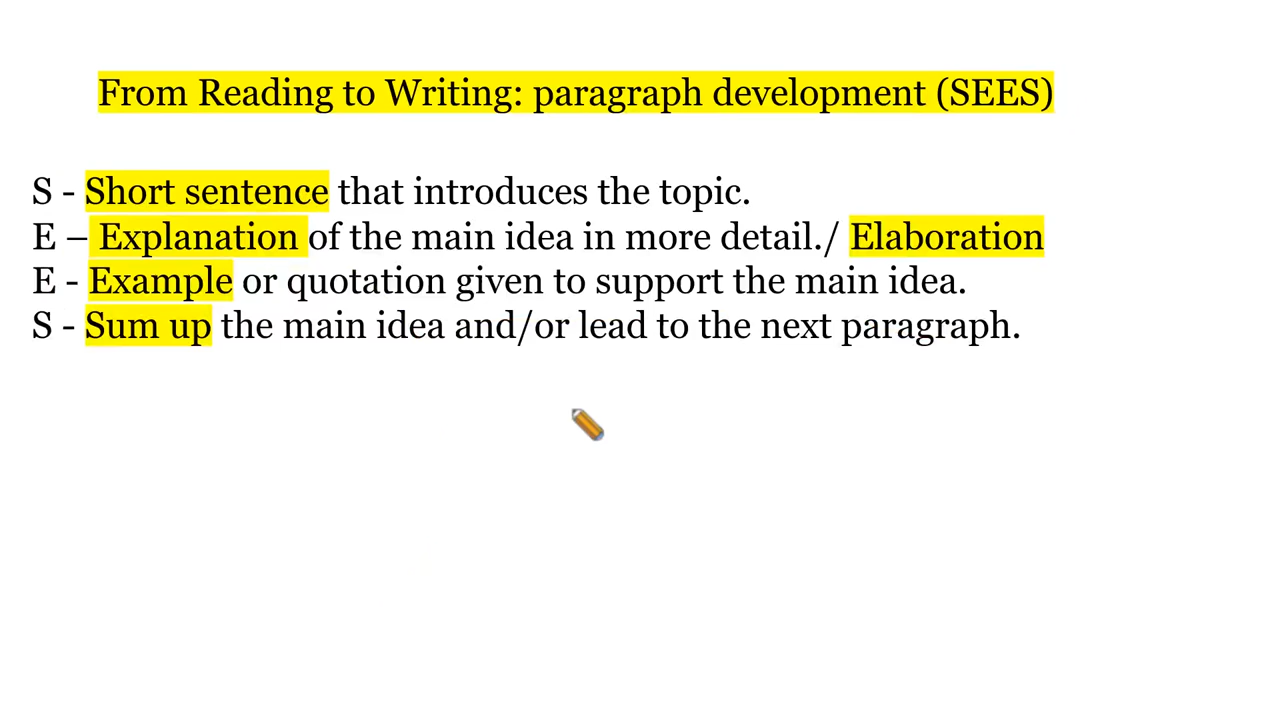 From Reading to Writing: paragraph development (SEES)
S - Short sentence that introduces the topic.
E – Explanation of the main idea in more detail./ Elaboration
E - Example or quotation given to support the main idea.
S - Sum up the main idea and/or lead to the next paragraph.